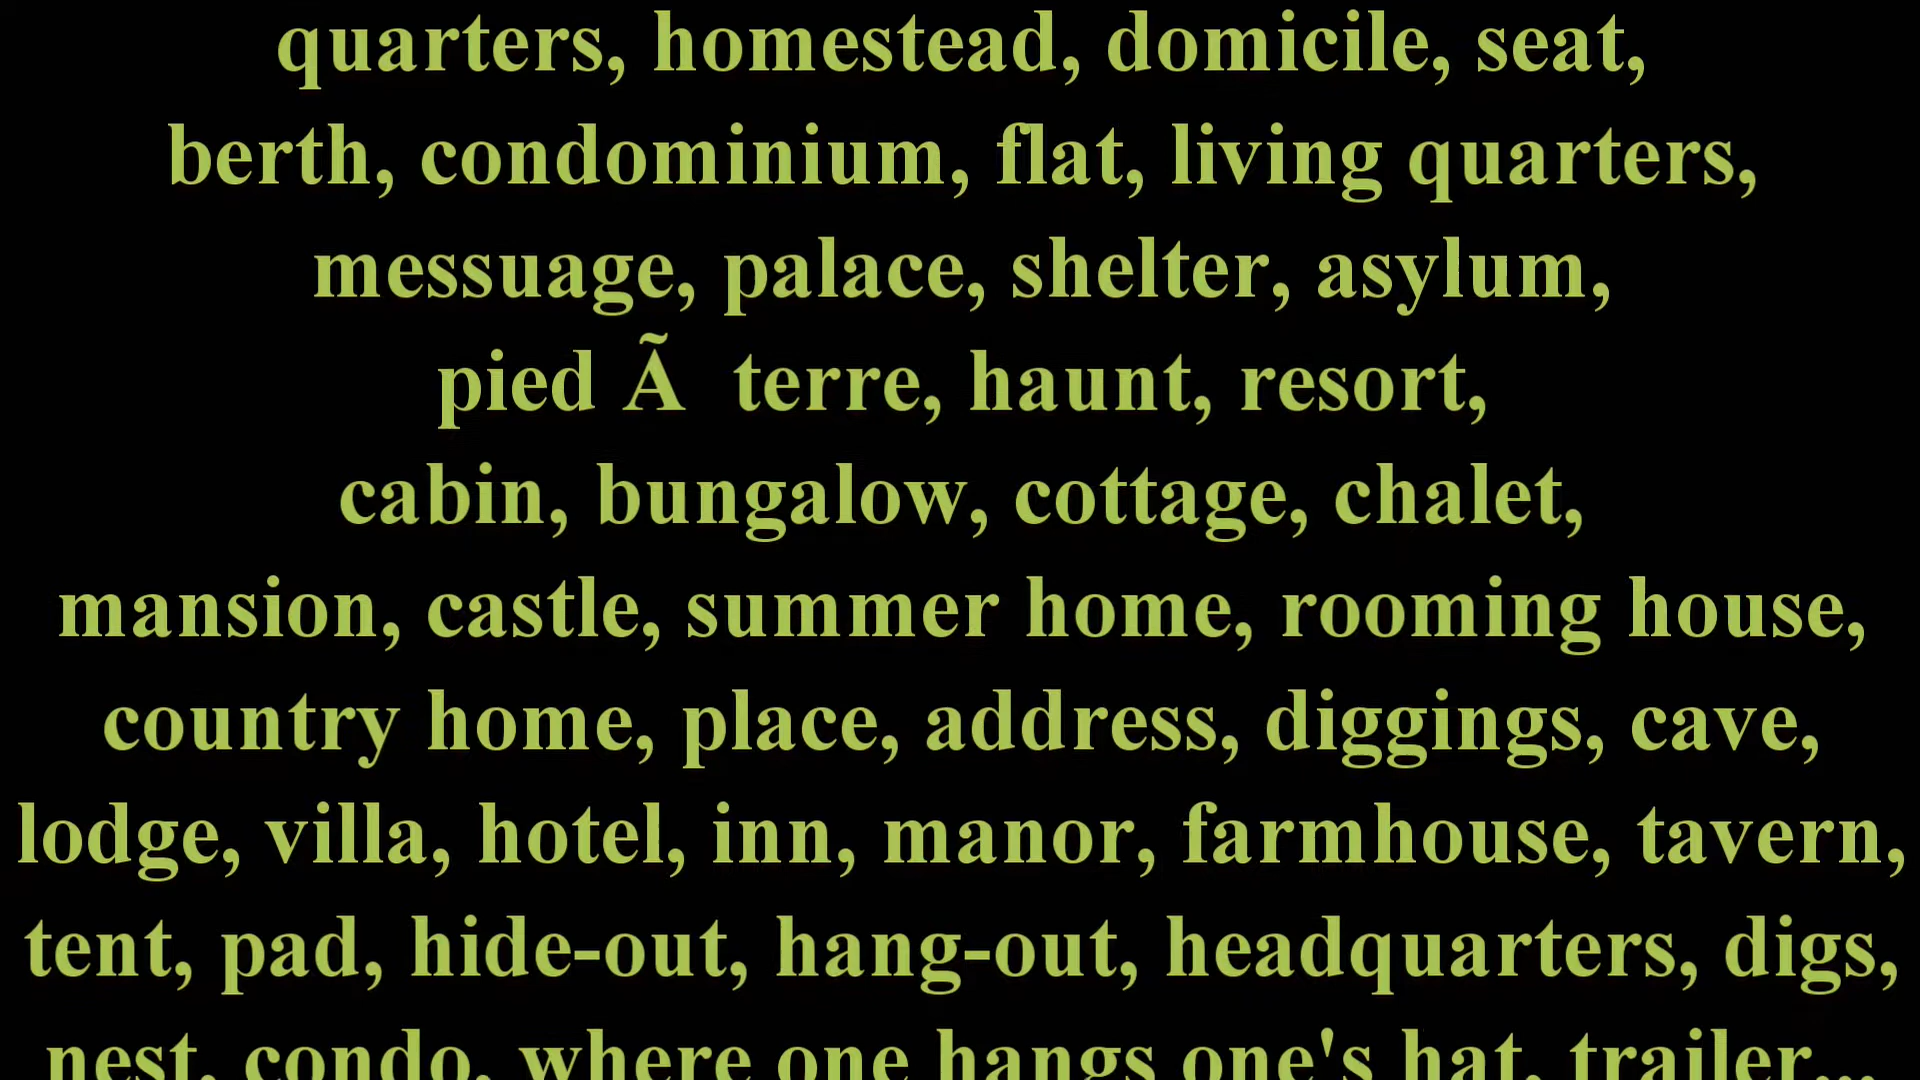 quarters, homestead, domicile, seat,
berth, condominium, flat, living quarters,
messuage, palace, shelter, asylum,
pied Ã  terre, haunt, resort,
cabin, bungalow, cottage, chalet,
mansion, castle, summer home, rooming house,
country home, place, address, diggings, cave,
lodge, villa, hotel, inn, manor, farmhouse, tavern,
tent, pad, hide-out, hang-out, headquarters, digs,
nest, condo, where one hangs one's hat, trailer...